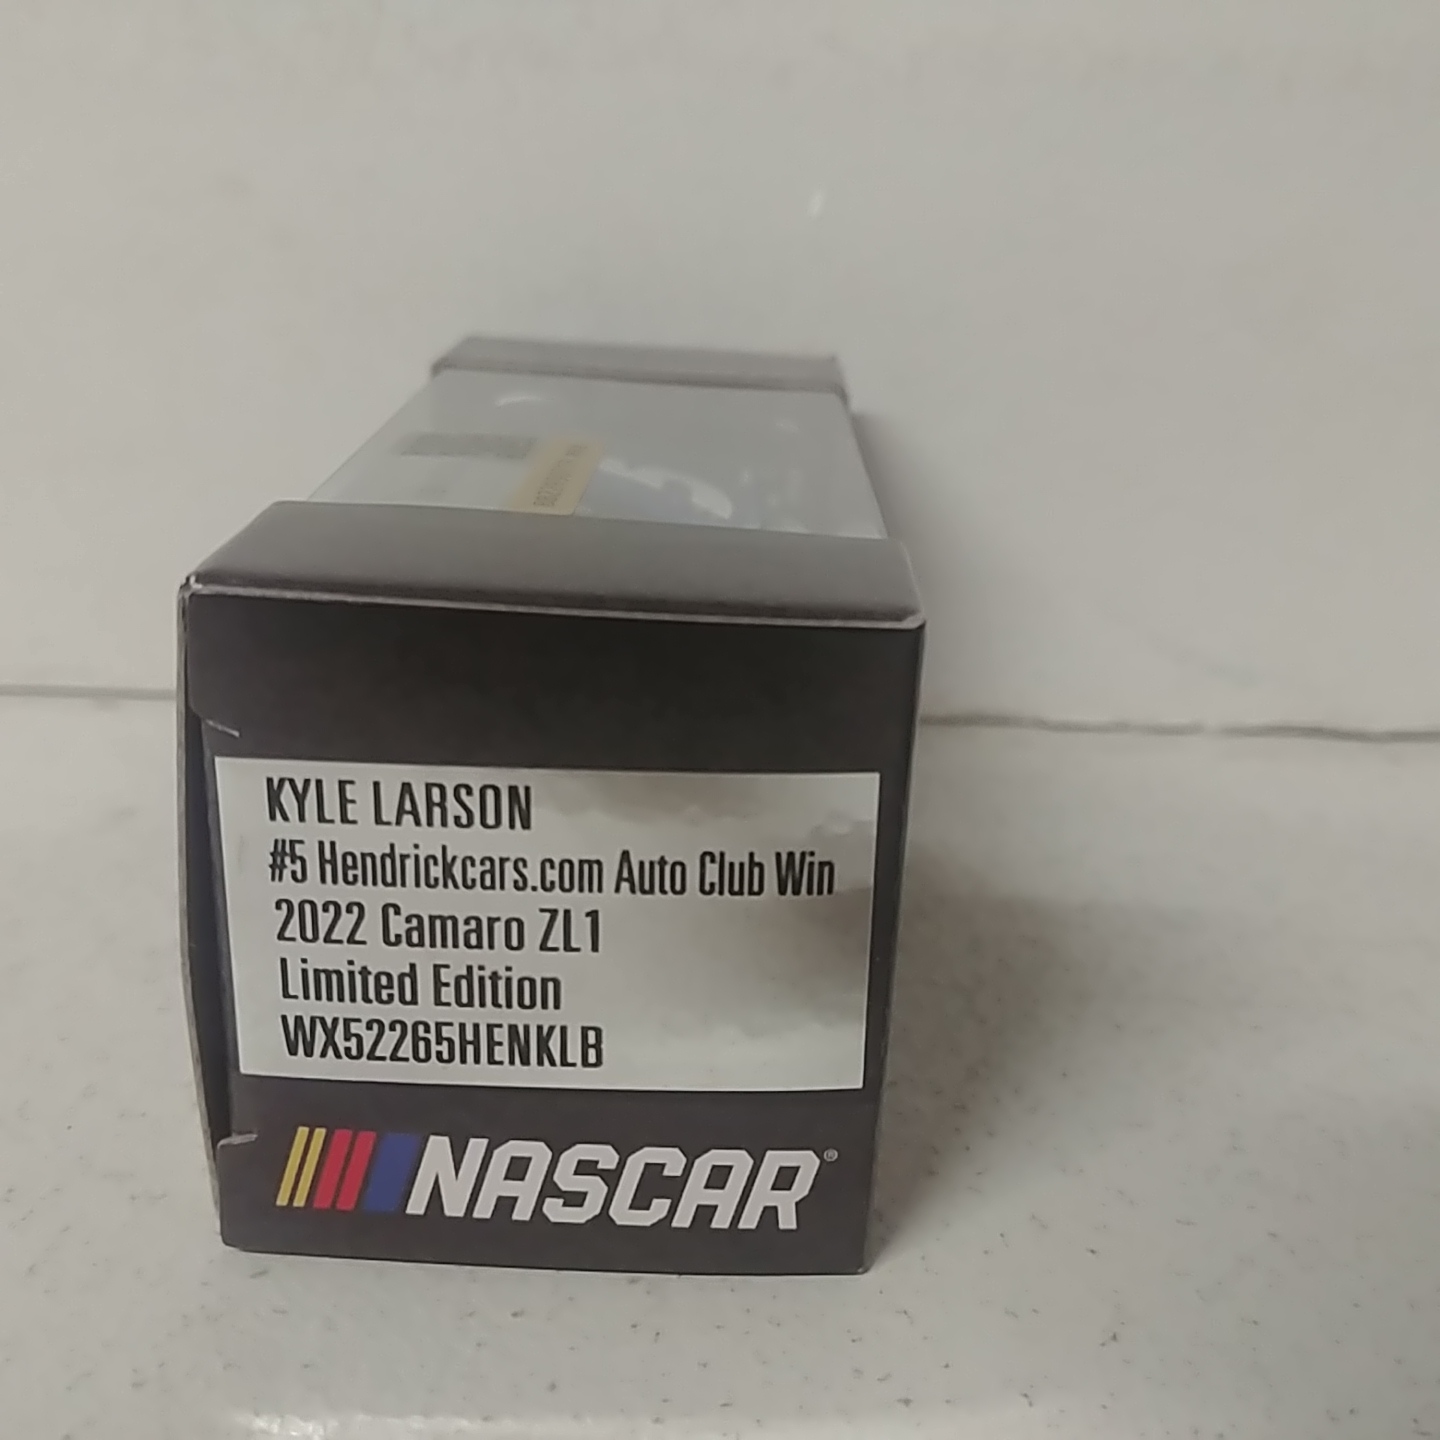 KYLE LARSON
#5 Hendrickcars.com Auto Club Win
2022 Camaro ZL1
Limited Edition
WX52265HENKLB
NASCAR®